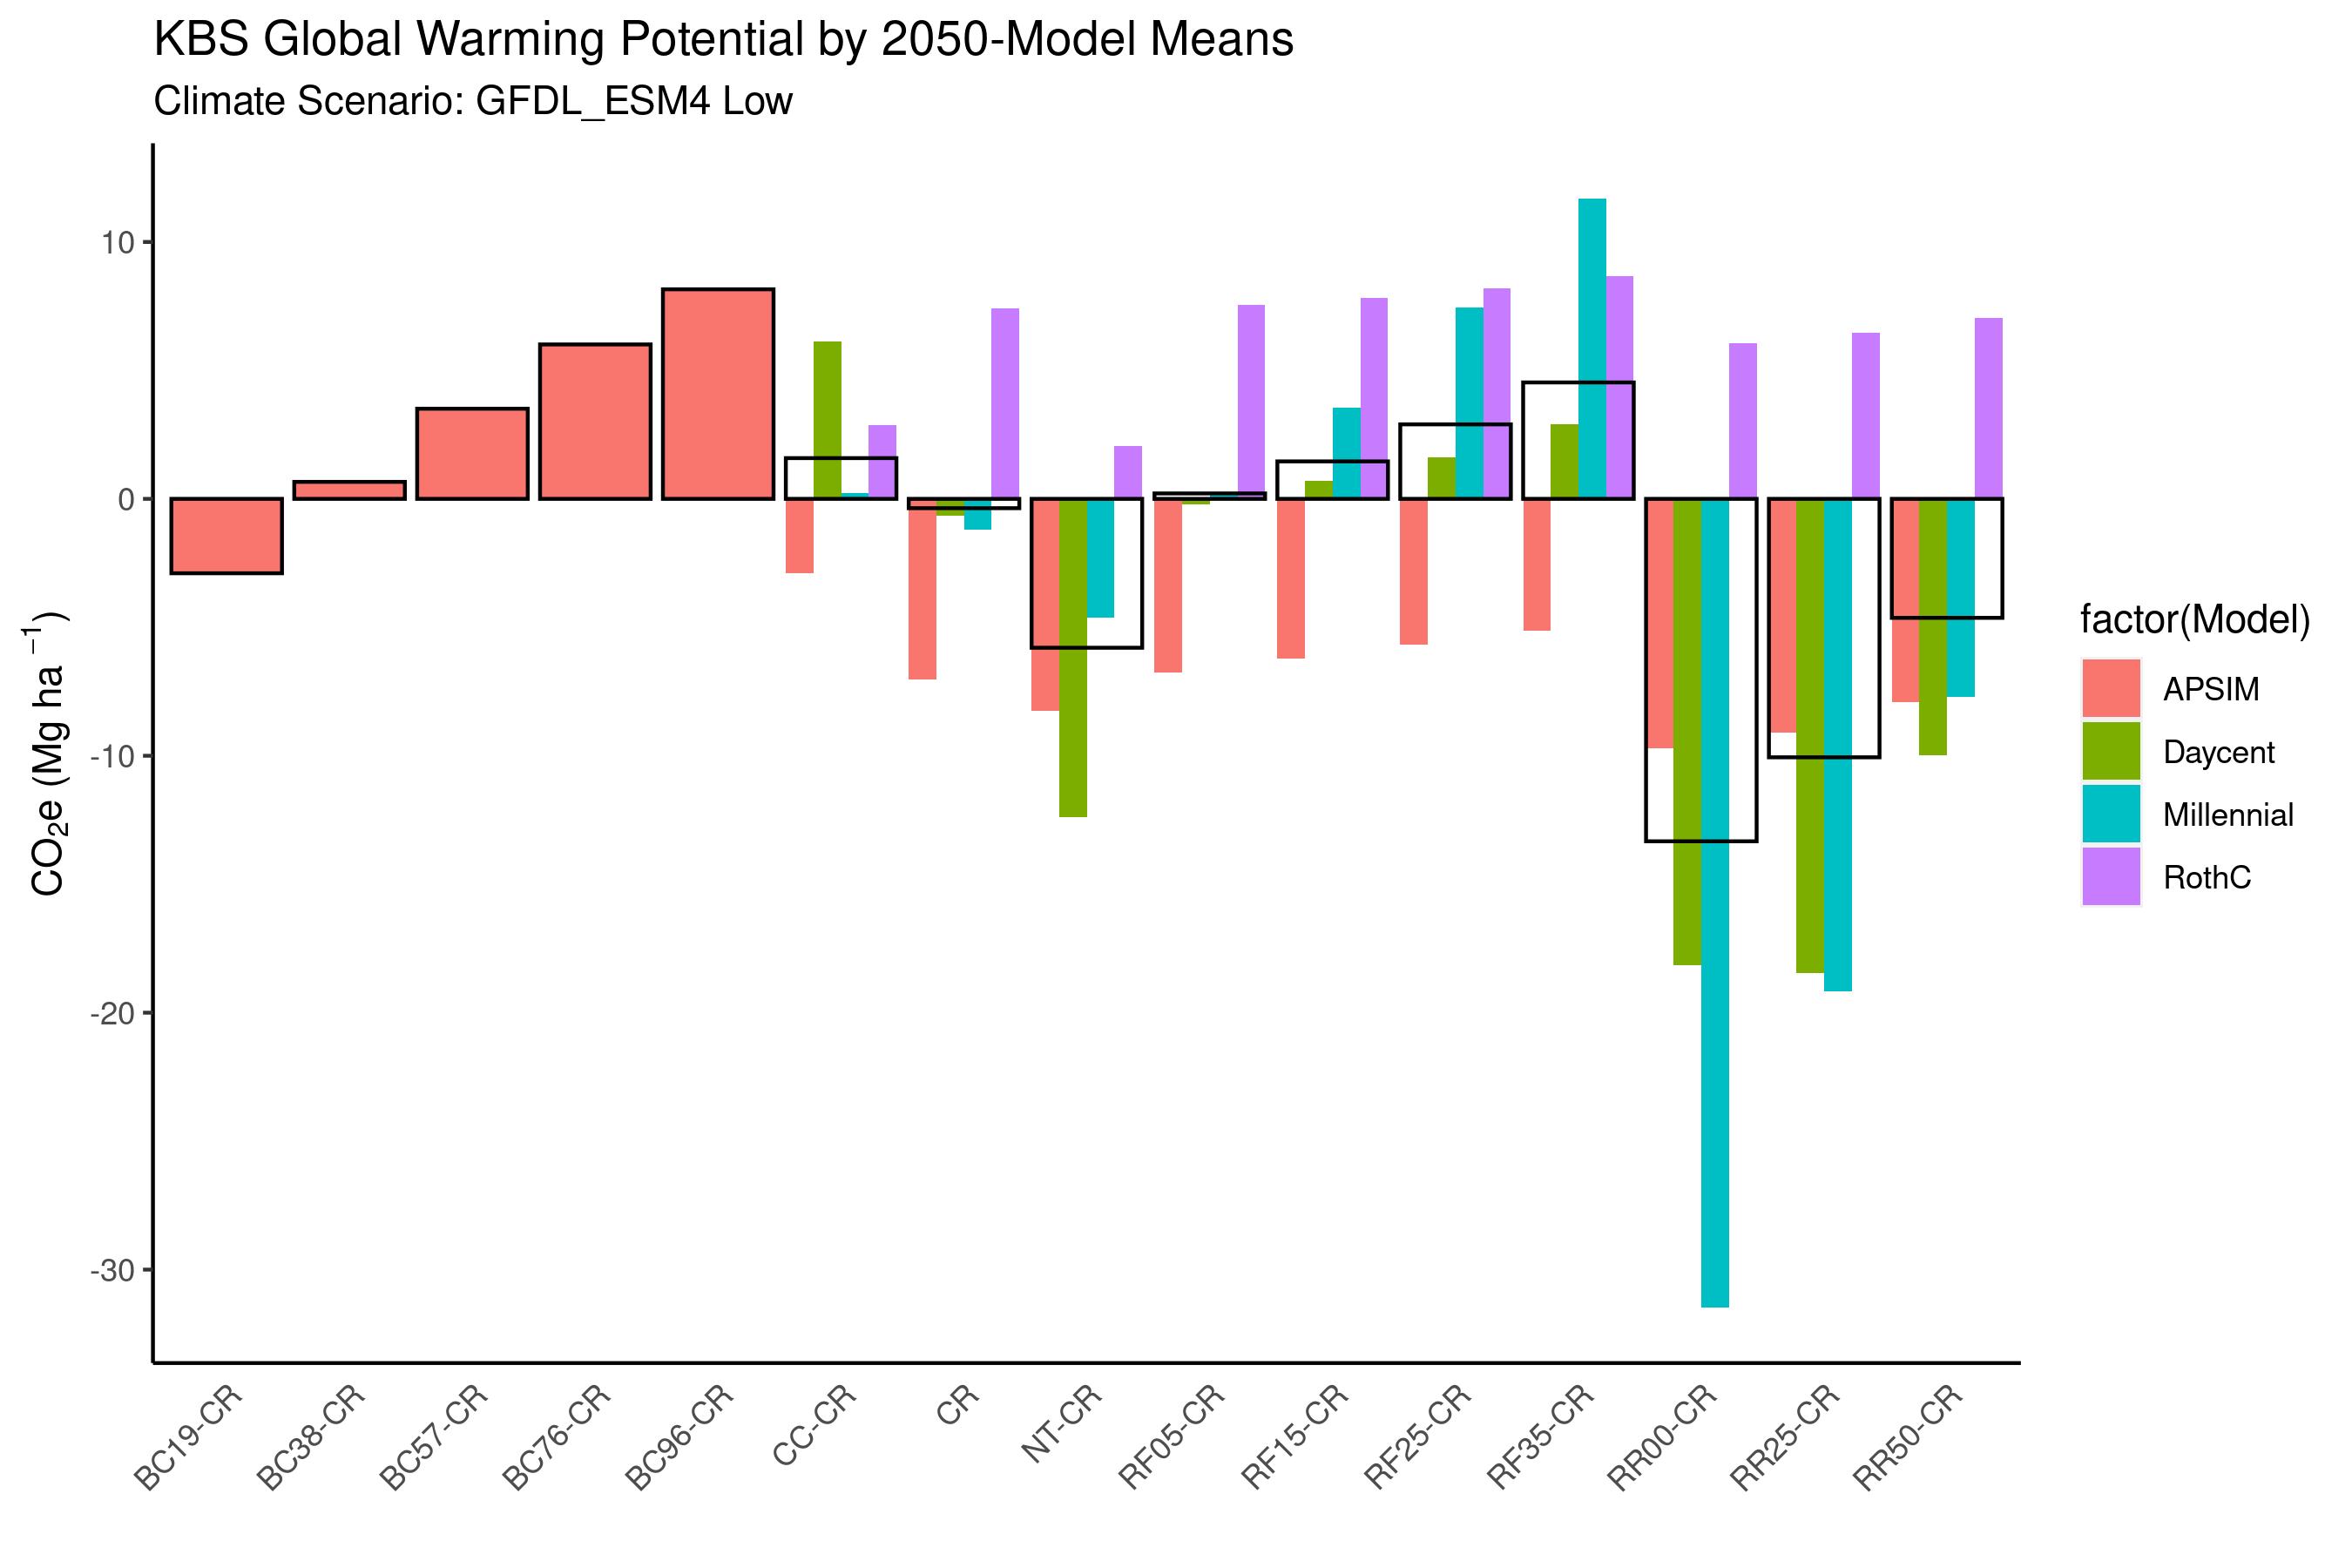 KBS Global Warming Potential by 2050-Model Means
Climate Scenario: GFDL_ESM4 Low
CO₂e (Mg ha ⁻¹)
10
0
-10
-20
-30
BC19-CR
BC38-CR
BC57-CR
BC76-CR
BC96-CR
CC-CR
CR
NT-CR
RF05-CR
RF15-CR
RF25-CR
RF35-CR
RR00-CR
RR25-CR
RR50-CR
factor(Model)
APSIM
Daycent
Millennial
RothC